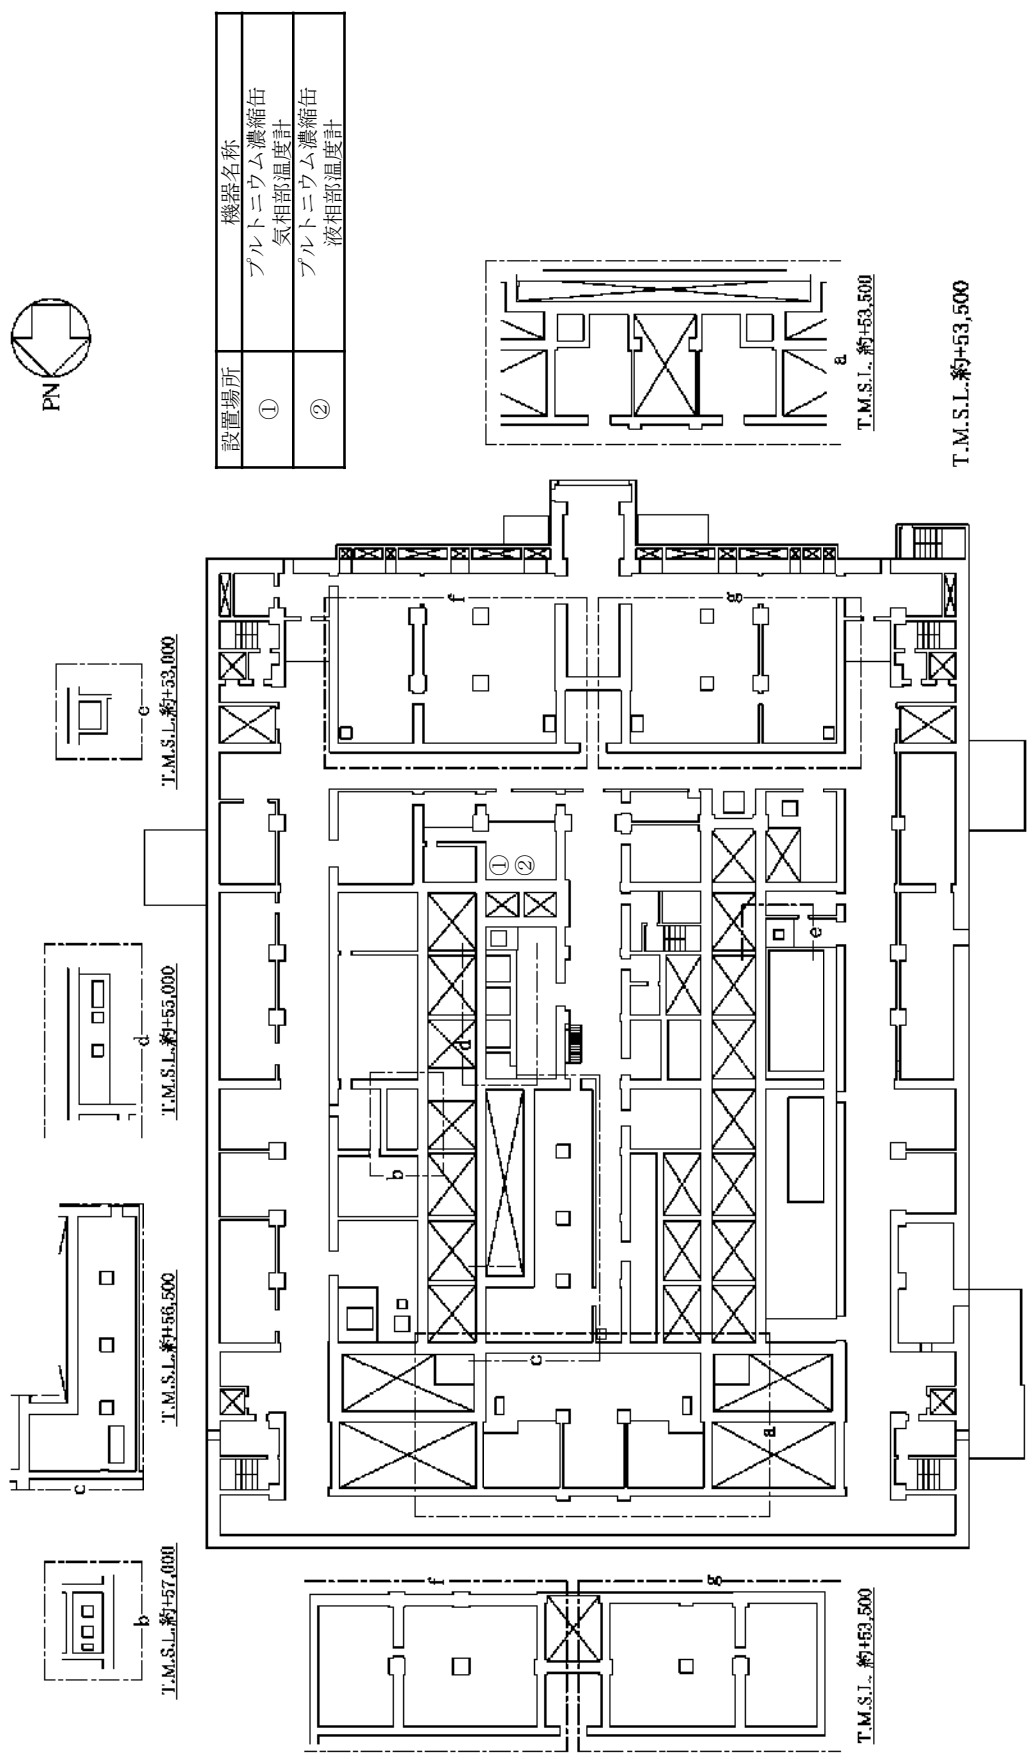 PN
設置場所 機器名称
① プルトニウム濃縮缶
気相部温度計
② プルトニウム濃縮缶
液相部温度計
b
T.M.S.L.約+57,000
c
T.M.S.L.約+56,500
d
T.M.S.L.約+55,000
e
T.M.S.L.約+53,000
b
d
f
f
c
①
②
g
g
a
e
a
T.M.S.L. 約+53,500
T.M.S.L. 約+53,500
T.M.S.L.約+53,500